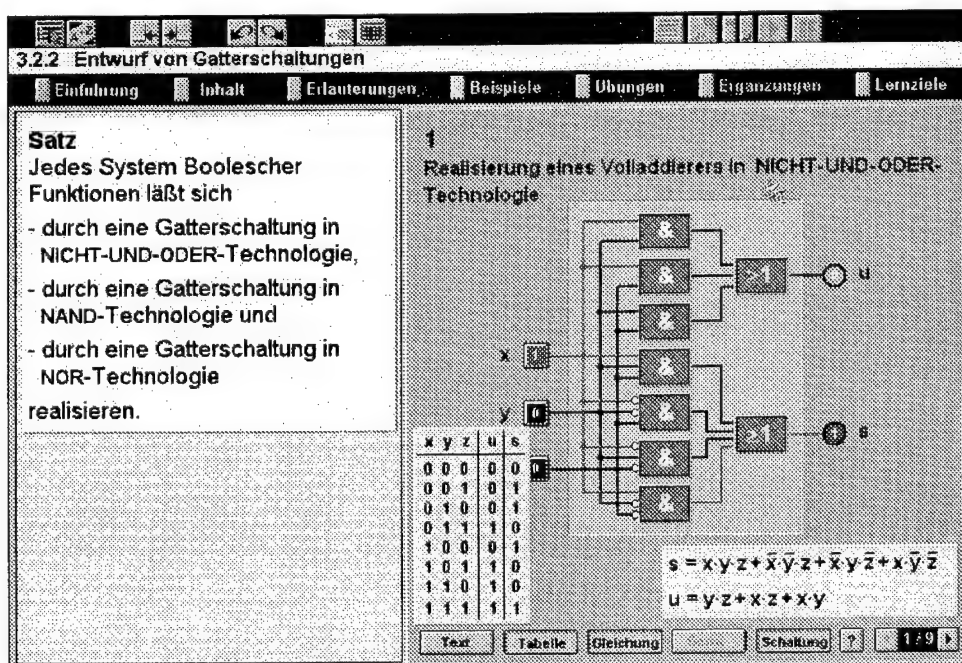 3.2.2 Entwurf von Gatterschaltungen
Einführung Inhalt Erläuterungen Beispiele Übungen Ergänzungen Lernziele
Satz
Jedes System Boolescher
Funktionen läßt sich
- durch eine Gatterschaltung in
NICHT-UND-ODER-Technologie,
- durch eine Gatterschaltung in
NAND-Technologie und
- durch eine Gatterschaltung in
NOR-Technologie
realisieren.
1
Realisierung eines Volladdierers in NICHT-UND-ODER-
Technologie
&
&
>1 u
&
x 1 &
y 0 &
>1 s
0 &
&
x y z u s
0 0 0 0 0
0 0 1 0 1
0 1 0 0 1
0 1 1 1 0
1 0 0 0 1
1 0 1 1 0
1 1 0 1 0
1 1 1 1 1
s = x·y·z + x̄·ȳ·z + x̄·y·z̄ + x·ȳ·z̄
u = y·z + x·z + x·y
Text Tabelle Gleichung Schaltung ? 1/9